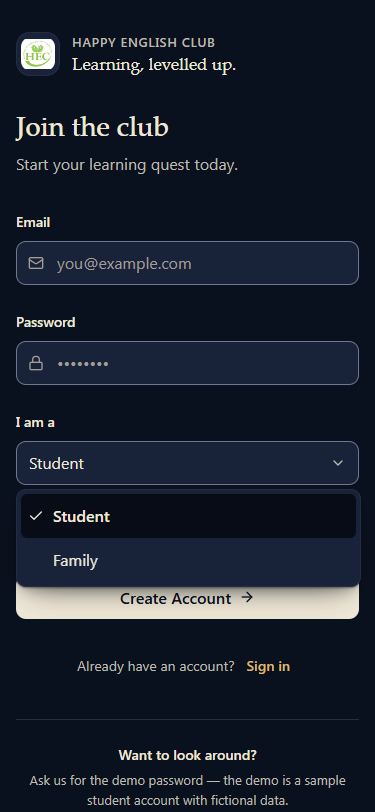 HEC
HAPPY ENGLISH CLUB
Learning, levelled up.
Join the club
Start your learning quest today.
Email
you@example.com
Password
••••••••
I am a
Student
Student
Family
Create Account
Already have an account? Sign in
Want to look around?
Ask us for the demo password — the demo is a sample
student account with fictional data.